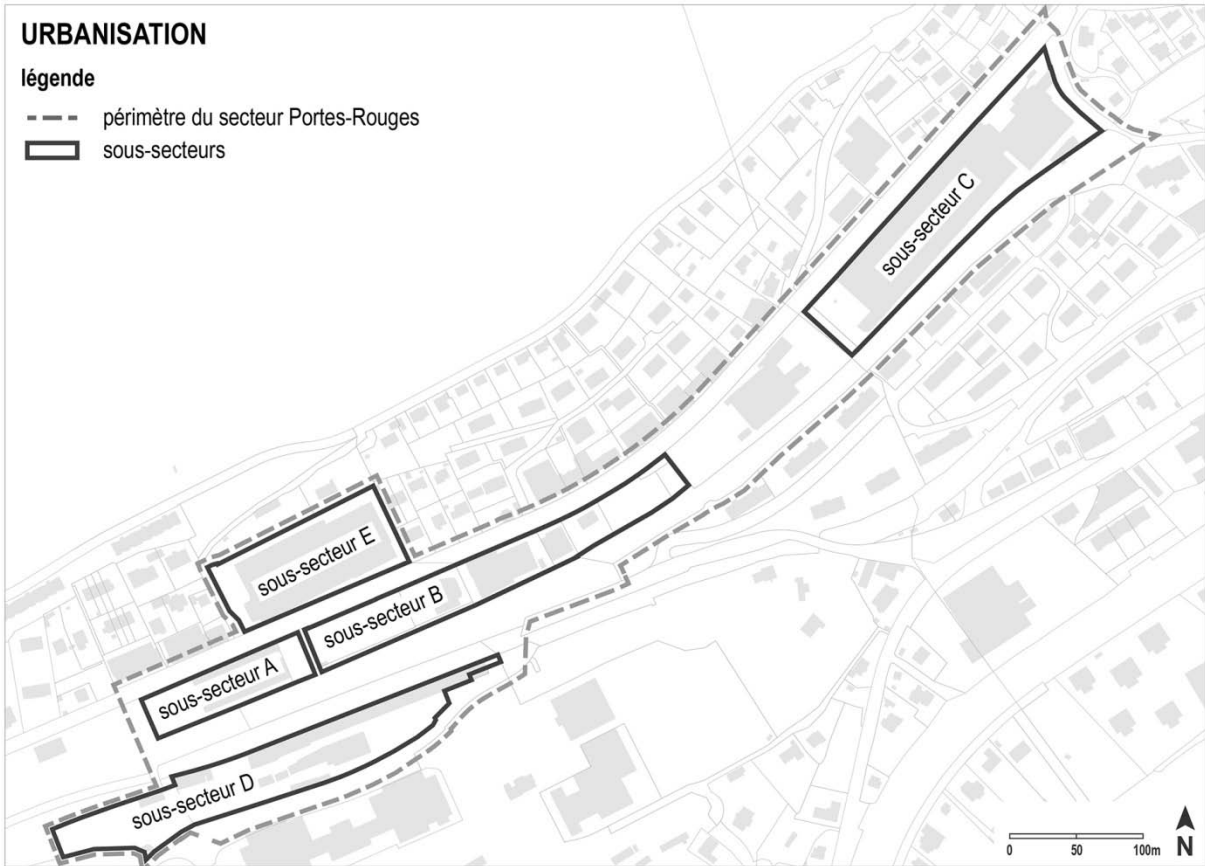 URBANISATION
légende
périmètre du secteur Portes-Rouges
sous-secteurs
sous-secteur C
sous-secteur E
sous-secteur B
sous-secteur A
sous-secteur D
0 50 100m
N